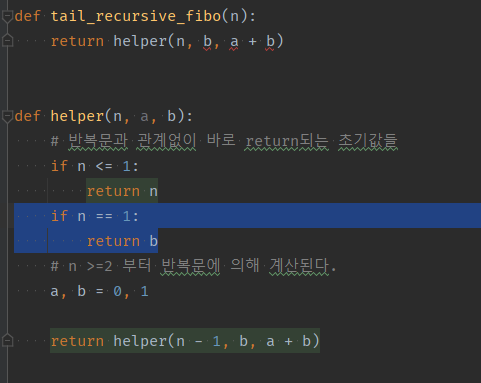 def tail_recursive_fibo(n):
    return helper(n, b, a + b)
def helper(n, a, b):
    # 반복문과 관계없이 바로 return되는 초기값들
    if n <= 1:
        return n
    if n == 1:
        return b
    # n >=2 부터 반복문에 의해 계산된다.
    a, b = 0, 1
    return helper(n - 1, b, a + b)